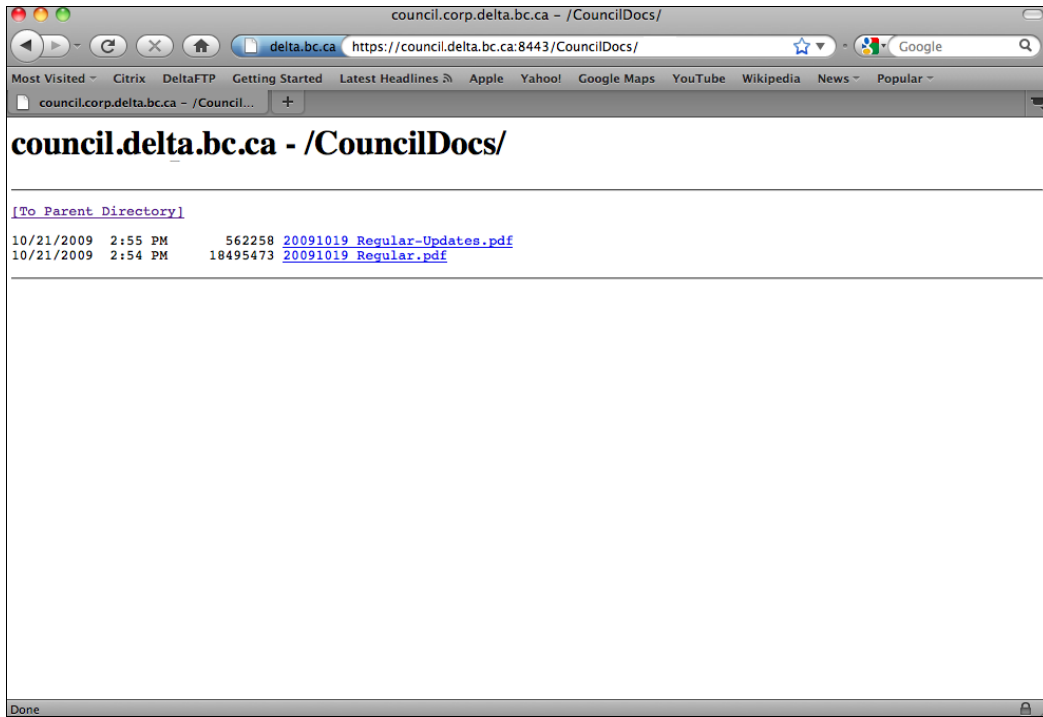 council.corp.delta.bc.ca – /CouncilDocs/
delta.bc.ca https://council.delta.bc.ca:8443/CouncilDocs/ Google
Most Visited Citrix DeltaFTP Getting Started Latest Headlines Apple Yahoo! Google Maps YouTube Wikipedia News Popular
council.corp.delta.bc.ca – /Council... +
council.delta.bc.ca - /CouncilDocs/
[To Parent Directory]
10/21/2009 2:55 PM 562258 20091019 Regular-Updates.pdf
10/21/2009 2:54 PM 18495473 20091019 Regular.pdf
Done